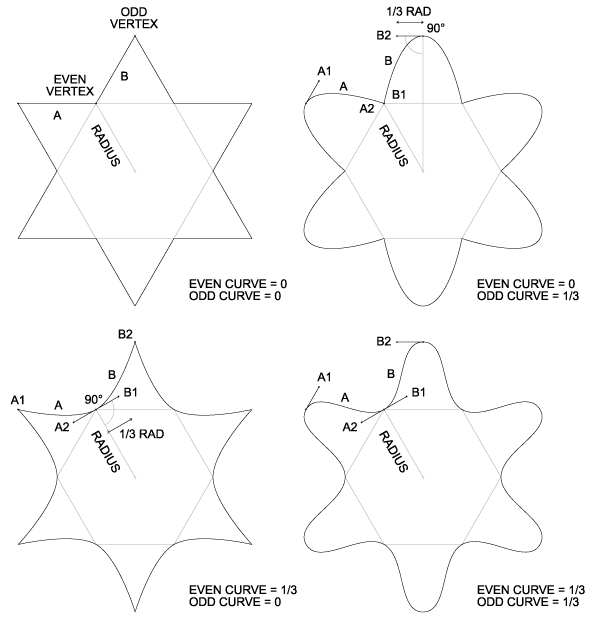 ODD
VERTEX
B
EVEN
VERTEX
A
RADIUS
EVEN CURVE = 0
ODD CURVE = 0
1/3 RAD
B2
90°
B
A1
A
B1
A2
RADIUS
EVEN CURVE = 0
ODD CURVE = 1/3
B2
B
A1
A
90°
B1
A2
1/3 RAD
RADIUS
EVEN CURVE = 1/3
ODD CURVE = 0
B2
B
A1
A
B1
A2
RADIUS
EVEN CURVE = 1/3
ODD CURVE = 1/3